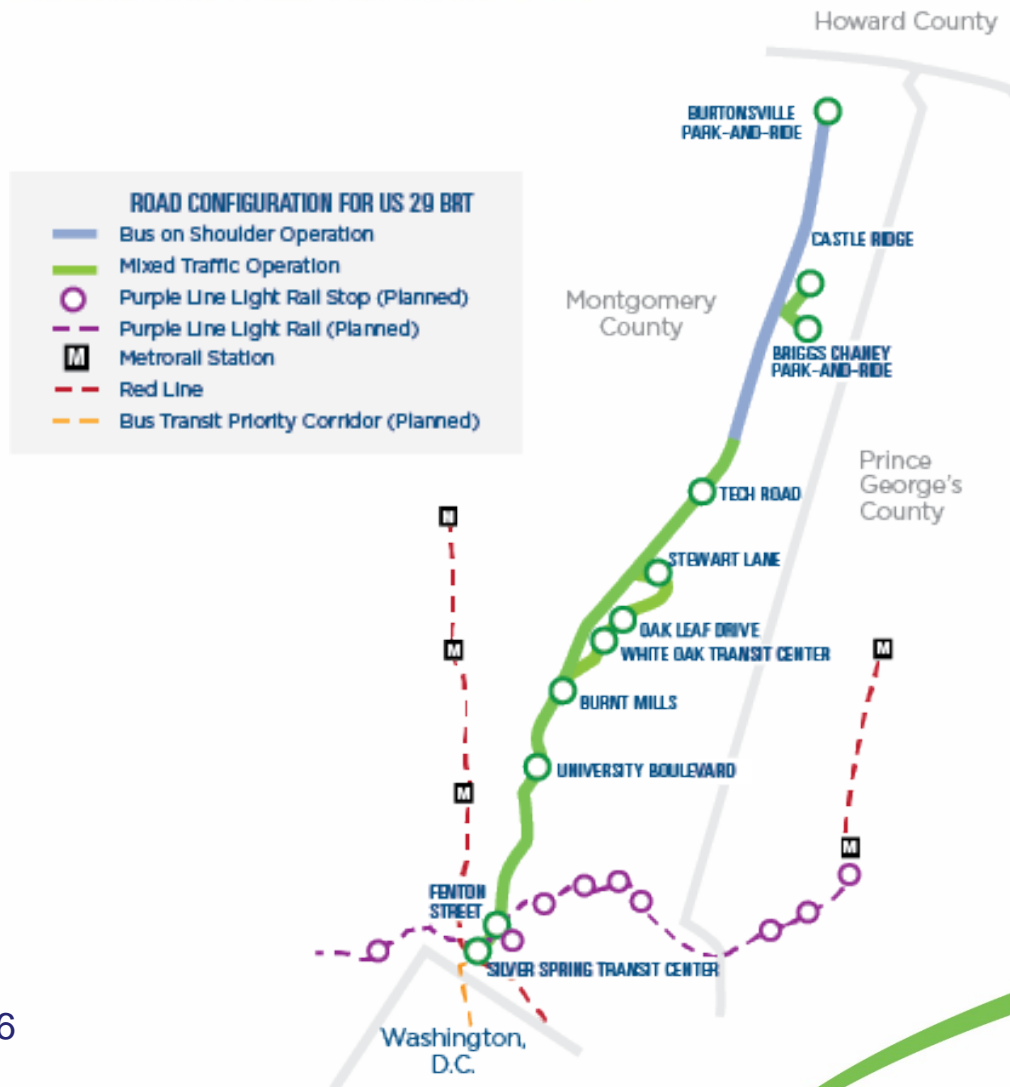 Howard County
BURTONSVILLE
PARK-AND-RIDE
ROAD CONFIGURATION FOR US 29 BRT
Bus on Shoulder Operation
Mixed Traffic Operation
Purple Line Light Rail Stop (Planned)
Purple Line Light Rail (Planned)
M Metrorail Station
Red Line
Bus Transit Priority Corridor (Planned)
CASTLE RIDGE
Montgomery
County
BRIGGS CHANEY
PARK-AND-RIDE
Prince
George's
County
TECH ROAD
M
STEWART LANE
OAK LEAF DRIVE
WHITE OAK TRANSIT CENTER
M
M
BURNT MILLS
UNIVERSITY BOULEVARD
M
M
FENTON
STREET
SILVER SPRING TRANSIT CENTER
Washington,
D.C.
6